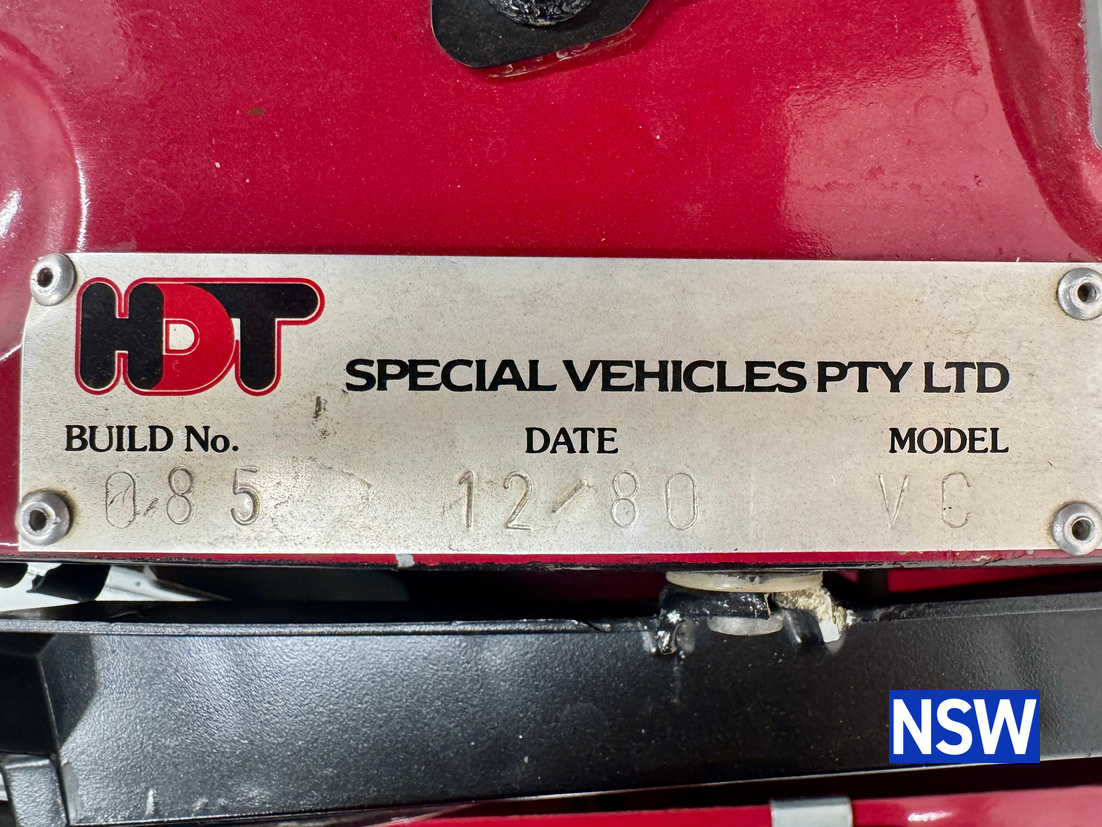 HDT
SPECIAL VEHICLES PTY LTD
BUILD No. DATE MODEL
085 12/80 VC
NSW